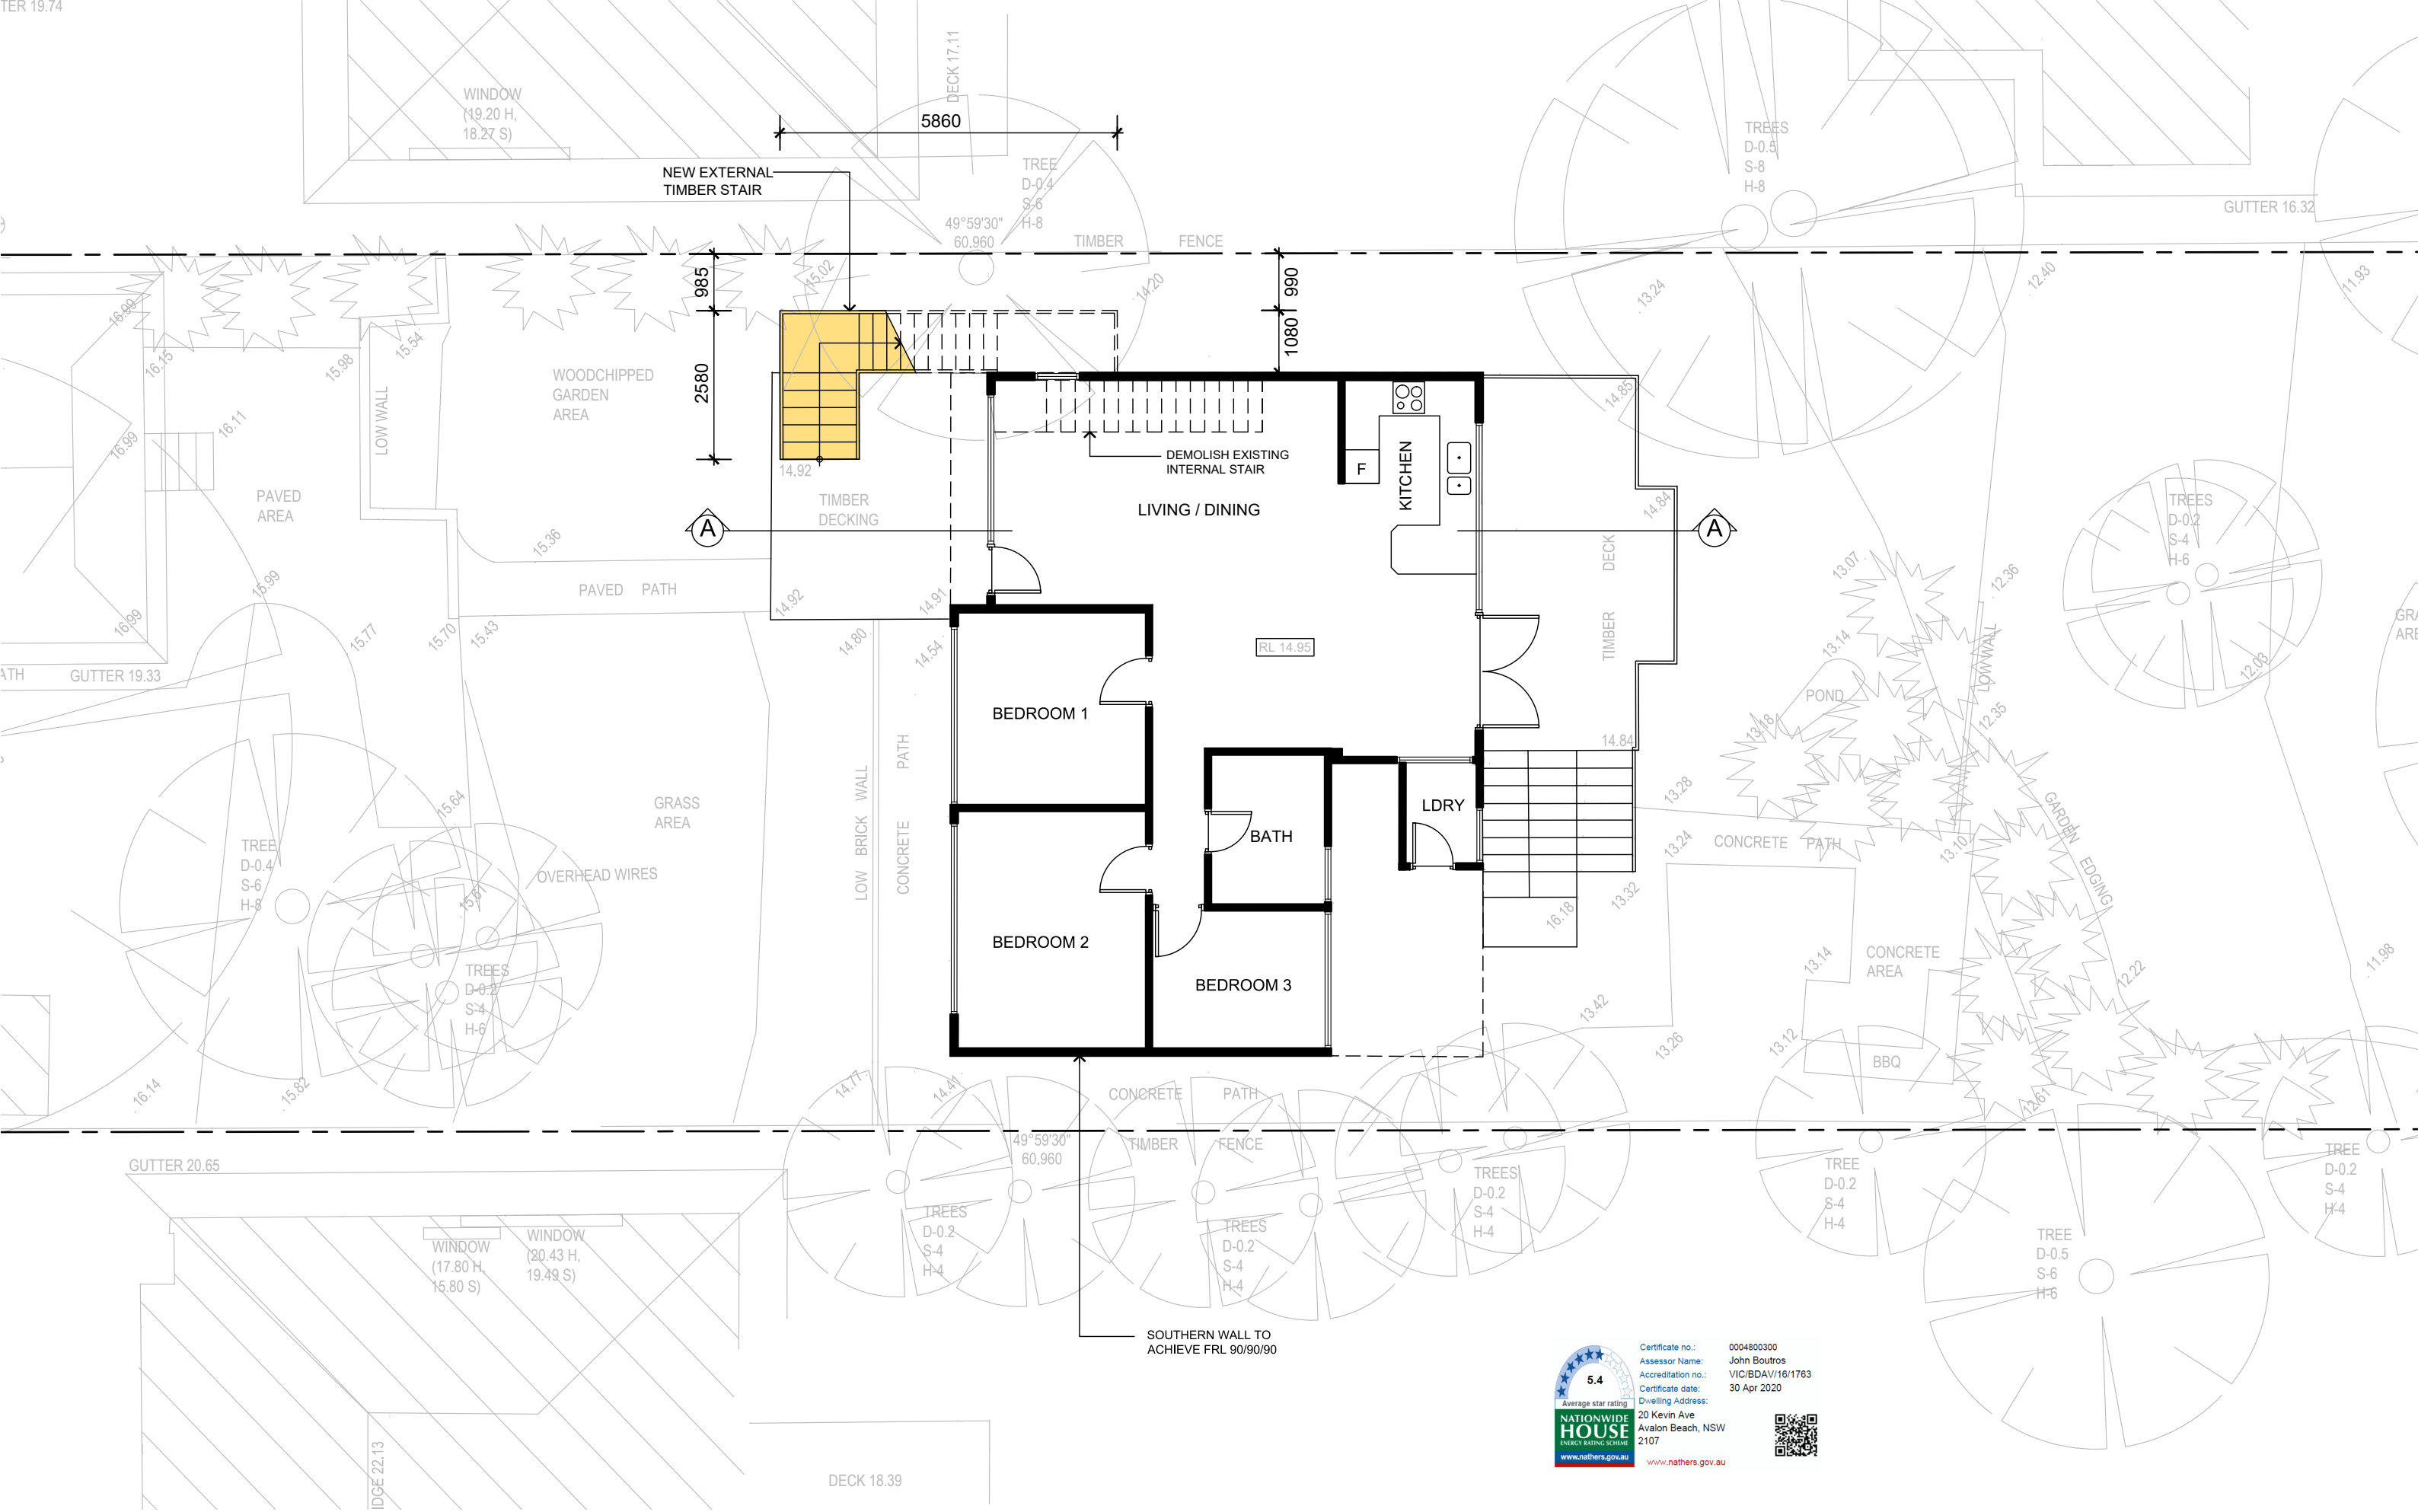 TER 19.74
WINDOW
(19.20 H,
18.27 S)
DECK 17.11
5860
NEW EXTERNAL
TIMBER STAIR
TREE
D-0.4
S-6
H-8
49°59'30"
60.960
TIMBER FENCE
TREES
D-0.5
S-8
H-8
GUTTER 16.32
985
2580
990
1080
15.02
14.20
13.24
12.40
11.93
16.99
16.15
15.98
15.54
WOODCHIPPED
GARDEN
AREA
LOW WALL
16.11
16.99
PAVED
AREA
14.92
TIMBER
DECKING
DEMOLISH EXISTING
INTERNAL STAIR
F
KITCHEN
LIVING / DINING
14.85
14.84
A
A
TIMBER DECK
TREES
D-0.2
S-4
H-6
15.36
15.99
PAVED PATH
14.92
14.91
16.99
15.77
15.70
15.43
14.80
14.54
ATH
GUTTER 19.33
RL 14.95
BEDROOM 1
13.07
12.36
13.14
LOW WALL
POND
13.18
12.35
12.03
GRA
ARE
14.84
GRASS
AREA
15.64
LOW BRICK WALL
CONCRETE PATH
LDRY
BATH
13.28
13.24
CONCRETE PATH
13.10
GARDEN EDGING
TREE
D-0.4
S-6
H-8
OVERHEAD WIRES
15.61
BEDROOM 2
BEDROOM 3
16.18
13.32
13.14
CONCRETE
AREA
12.22
11.98
TREES
D-0.2
S-4
H-6
13.42
13.26
13.12
BBQ
16.14
15.82
14.77
14.41
CONCRETE PATH
12.61
49°59'30"
60.960
TIMBER FENCE
GUTTER 20.65
TREES
D-0.2
S-4
H-4
TREES
D-0.2
S-4
H-4
TREES
D-0.2
S-4
H-4
TREE
D-0.2
S-4
H-4
TREE
D-0.2
S-4
H-4
TREE
D-0.5
S-6
H-6
WINDOW
(17.80 H,
15.80 S)
WINDOW
(20.43 H,
19.49 S)
SOUTHERN WALL TO
ACHIEVE FRL 90/90/90
IDGE 22.13
DECK 18.39
5.4
Average star rating
NATIONWIDE
HOUSE
ENERGY RATING SCHEME
www.nathers.gov.au
Certificate no.: 0004800300
Assessor Name: John Boutros
Accreditation no.: VIC/BDAV/16/1763
Certificate date: 30 Apr 2020
Dwelling Address:
20 Kevin Ave
Avalon Beach, NSW
2107
www.nathers.gov.au